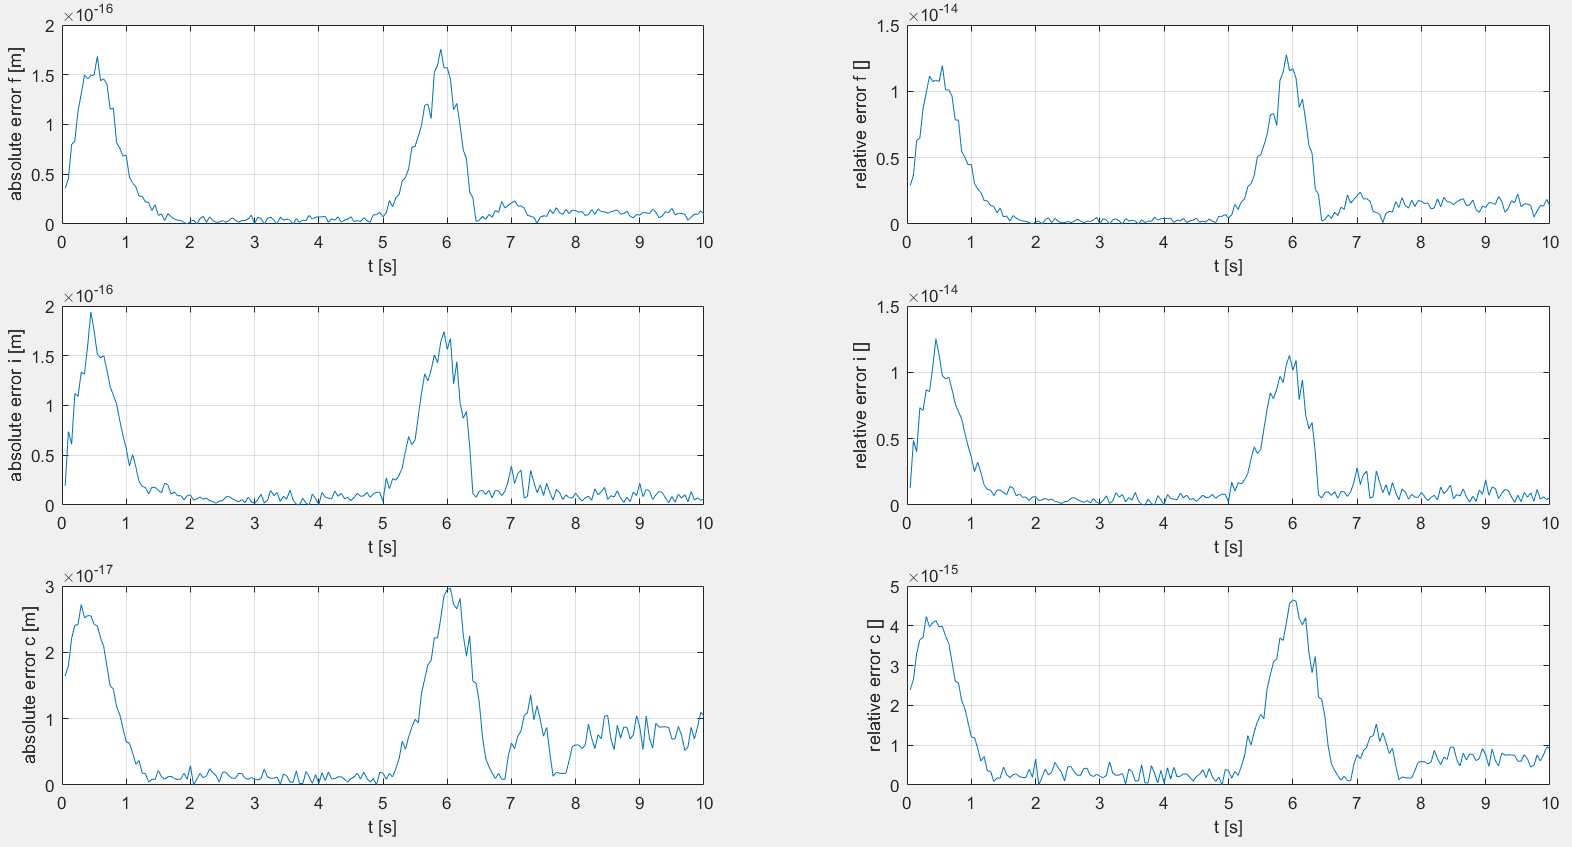 ×10-16
2
1.5
1
0.5
0
absolute error f [m]
0 1 2 3 4 5 6 7 8 9 10
t [s]
×10-14
1.5
1
0.5
0
relative error f []
0 1 2 3 4 5 6 7 8 9 10
t [s]
×10-16
2
1.5
1
0.5
0
absolute error i [m]
0 1 2 3 4 5 6 7 8 9 10
t [s]
×10-14
1.5
1
0.5
0
relative error i []
0 1 2 3 4 5 6 7 8 9 10
t [s]
×10-17
3
2
1
0
absolute error c [m]
0 1 2 3 4 5 6 7 8 9 10
t [s]
×10-15
5
4
3
2
1
0
relative error c []
0 1 2 3 4 5 6 7 8 9 10
t [s]